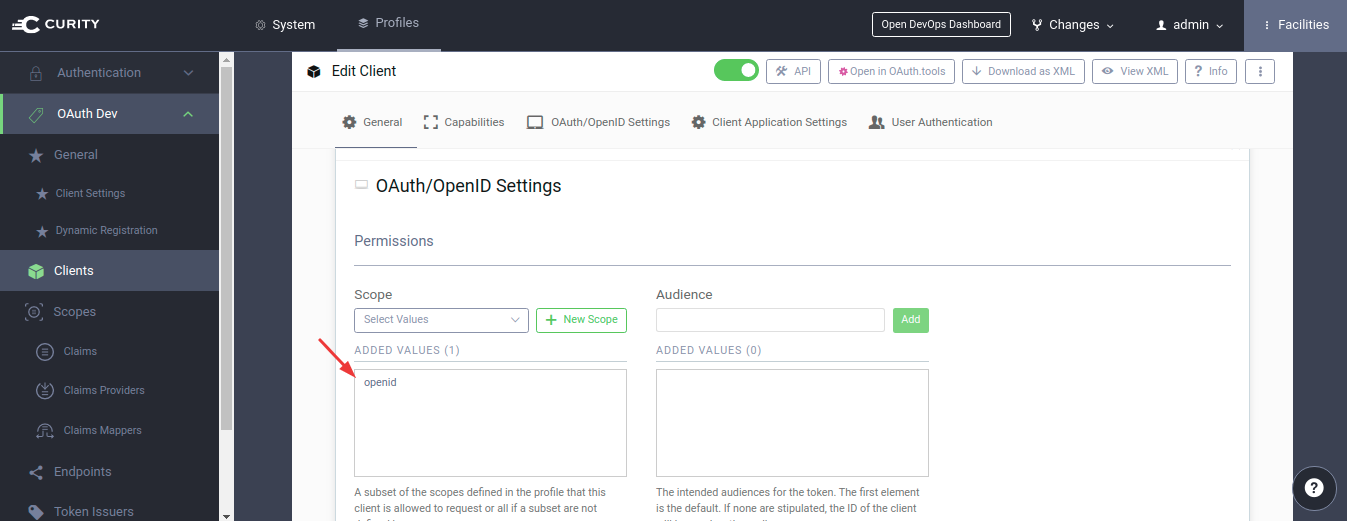 CURITY
System
Profiles
Open DevOps Dashboard
Changes
admin
Facilities
Authentication
OAuth Dev
General
Client Settings
Dynamic Registration
Clients
Scopes
Claims
Claims Providers
Claims Mappers
Endpoints
Token Issuers
Edit Client
API
Open in OAuth.tools
Download as XML
View XML
? Info
General
Capabilities
OAuth/OpenID Settings
Client Application Settings
User Authentication
OAuth/OpenID Settings
Permissions
Scope
Select Values
+ New Scope
ADDED VALUES (1)
openid
A subset of the scopes defined in the profile that this
client is allowed to request or all if a subset are not
Audience
Add
ADDED VALUES (0)
The intended audiences for the token. The first element
is the default. If none are stipulated, the ID of the client
?